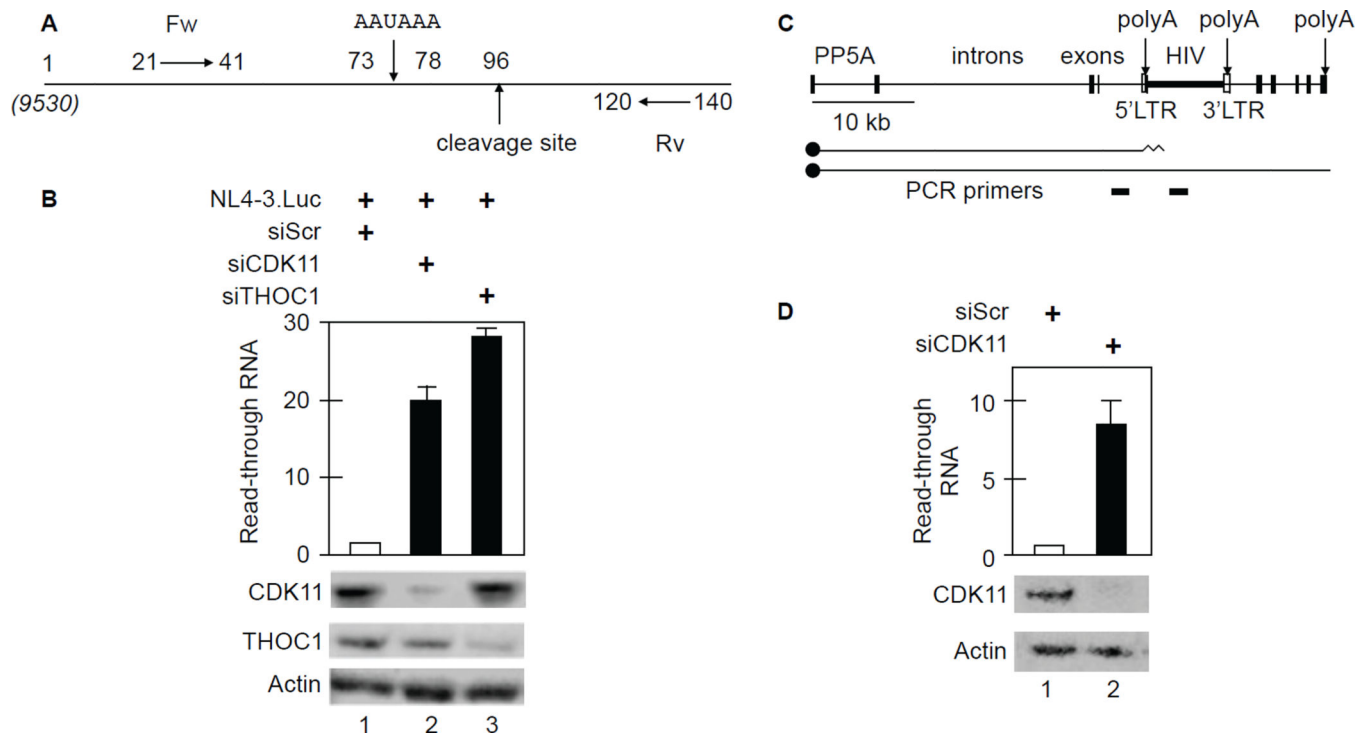 A
Fw
AAUAAA
1
21
41
73
78
96
(9530)
120
140
cleavage site
Rv
B
NL4-3.Luc + + +
siScr +
siCDK11 +
siTHOC1 +
Read-through RNA
30
20
10
0
CDK11
THOC1
Actin
1 2 3
C
polyA polyA polyA
PP5A introns exons HIV
5'LTR 3'LTR
10 kb
PCR primers
D
siScr +
siCDK11 +
Read-through
RNA
10
5
0
CDK11
Actin
1 2